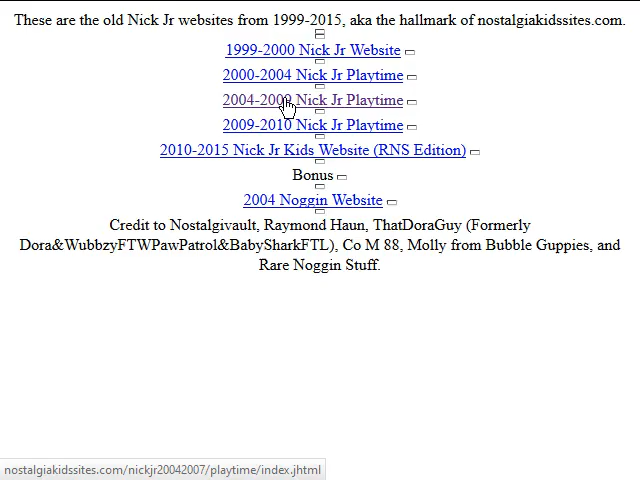 These are the old Nick Jr websites from 1999-2015, aka the hallmark of nostalgiakidssites.com.
1999-2000 Nick Jr Website
2000-2004 Nick Jr Playtime
2004-2009 Nick Jr Playtime
2009-2010 Nick Jr Playtime
2010-2015 Nick Jr Kids Website (RNS Edition)
Bonus
2004 Noggin Website
Credit to Nostalgivault, Raymond Haun, ThatDoraGuy (Formerly
Dora&WubbzyFTWPawPatrol&BabySharkFTL), Co M 88, Molly from Bubble Guppies, and
Rare Noggin Stuff.
nostalgiakidssites.com/nickjr20042007/playtime/index.jhtml